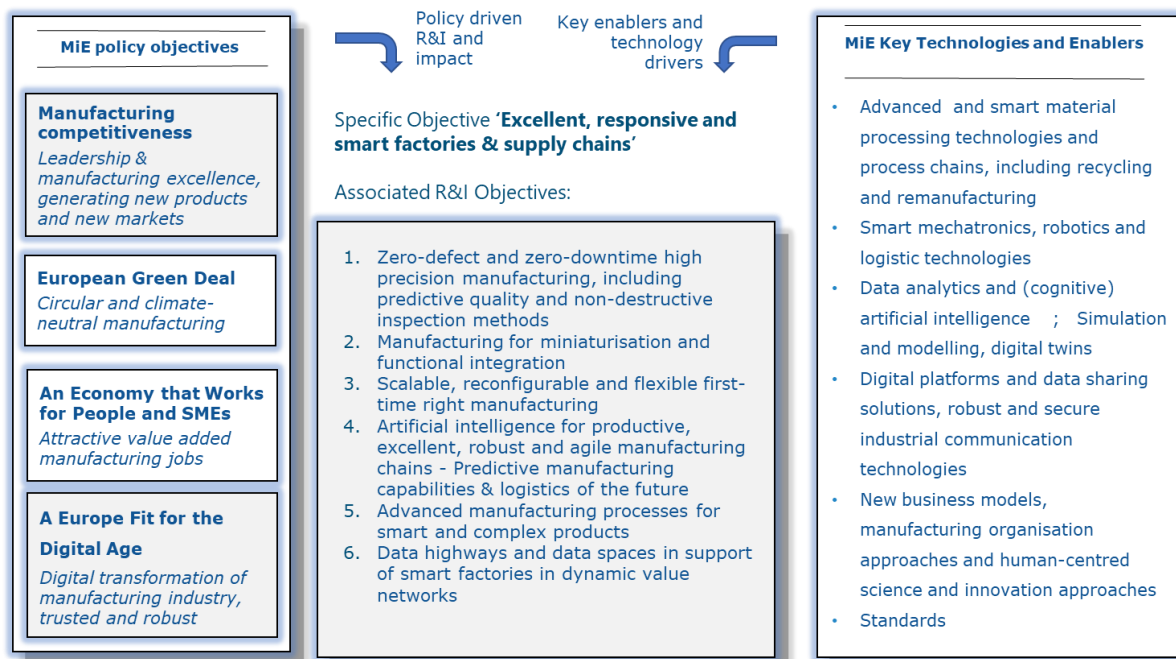 MiE policy objectives
Manufacturing
competitiveness
Leadership &
manufacturing excellence,
generating new products
and new markets
European Green Deal
Circular and climate-
neutral manufacturing
An Economy that Works
for People and SMEs
Attractive value added
manufacturing jobs
A Europe Fit for the
Digital Age
Digital transformation of
manufacturing industry,
trusted and robust
Policy driven
R&I and
impact
Key enablers and
technology
drivers
Specific Objective ‘Excellent, responsive and
smart factories & supply chains’
Associated R&I Objectives:
1. Zero-defect and zero-downtime high
precision manufacturing, including
predictive quality and non-destructive
inspection methods
2. Manufacturing for miniaturisation and
functional integration
3. Scalable, reconfigurable and flexible first-
time right manufacturing
4. Artificial intelligence for productive,
excellent, robust and agile manufacturing
chains - Predictive manufacturing
capabilities & logistics of the future
5. Advanced manufacturing processes for
smart and complex products
6. Data highways and data spaces in support
of smart factories in dynamic value
networks
MiE Key Technologies and Enablers
• Advanced and smart material
processing technologies and
process chains, including recycling
and remanufacturing
• Smart mechatronics, robotics and
logistic technologies
• Data analytics and (cognitive)
artificial intelligence ; Simulation
and modelling, digital twins
• Digital platforms and data sharing
solutions, robust and secure
industrial communication
technologies
• New business models,
manufacturing organisation
approaches and human-centred
science and innovation approaches
• Standards